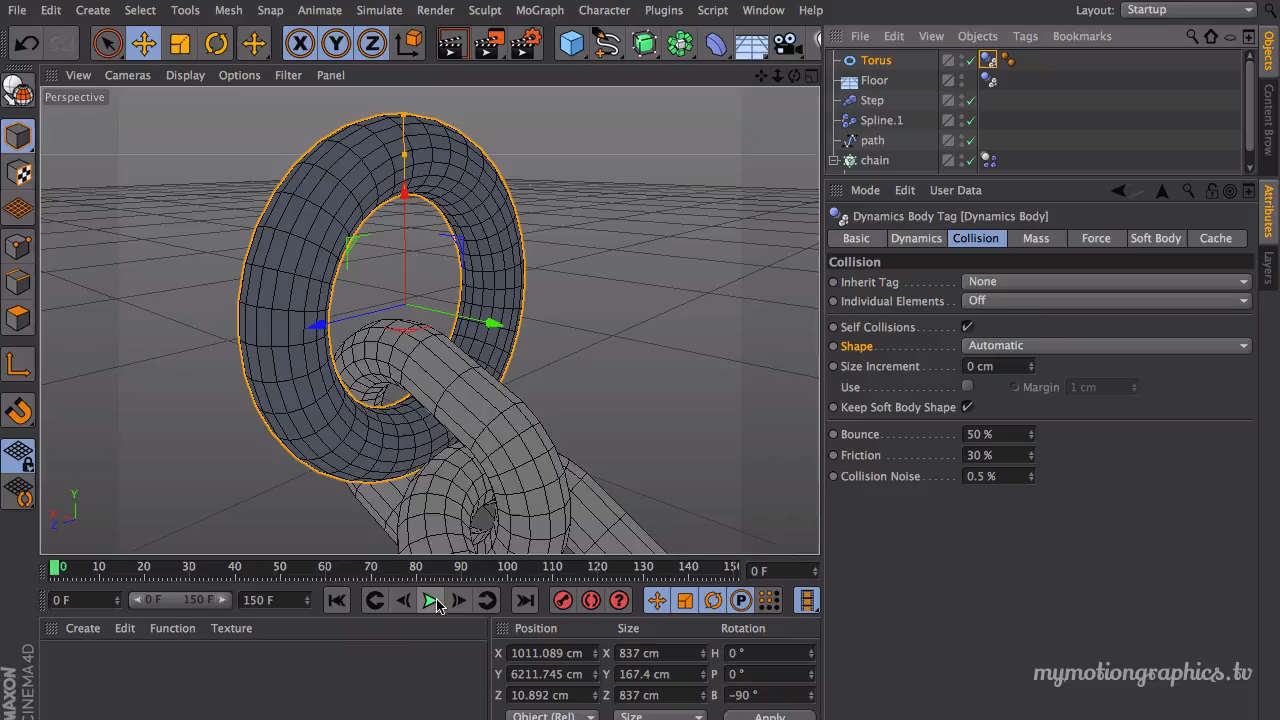 File Edit Create Select Tools Mesh Snap Animate Simulate Render Sculpt MoGraph Character Plugins Script Window Help Layout: Startup
X Y Z
File Edit View Objects Tags Bookmarks
View Cameras Display Options Filter Panel
Perspective
Torus
Floor
Step
Spline.1
path
chain
Mode Edit User Data
Dynamics Body Tag [Dynamics Body]
Basic Dynamics Collision Mass Force Soft Body Cache
Collision
Inherit Tag None
Individual Elements Off
Self Collisions
Shape Automatic
Size Increment 0 cm
Use Margin 1 cm
Keep Soft Body Shape
Bounce 50 %
Friction 30 %
Collision Noise 0.5 %
Objects
Content Brow
Attributes
Layers
Y
X
Z
0 10 20 30 40 50 60 70 80 90 100 110 120 130 140 15 0 F
0 F 0 F 150 F 150 F P
Create Edit Function Texture
Position Size Rotation
X 1011.089 cm X 837 cm H 0 °
Y 6211.745 cm Y 167.4 cm P 0 °
Z 10.892 cm Z 837 cm B -90 °
Object (Rel) Size Apply
MAXON
CINEMA 4D
mymotiongraphics.tv